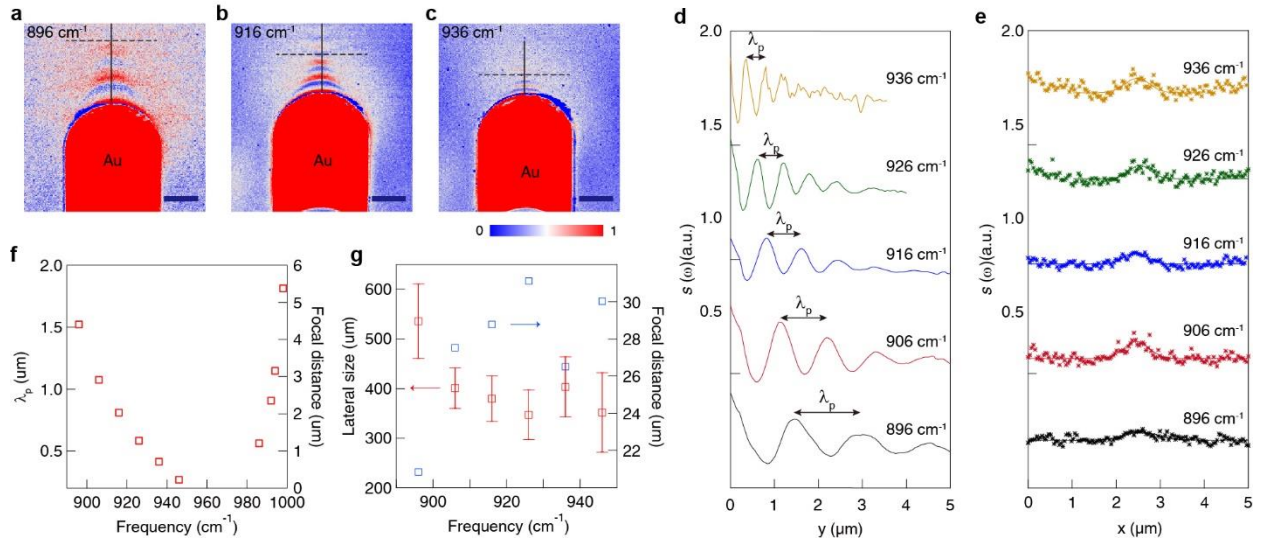 a
896 cm⁻¹
Au
b
916 cm⁻¹
Au
c
936 cm⁻¹
Au
0 1
d
2.0
1.5
1.0
0.5
s (ω)(a.u.)
λp
936 cm⁻¹
λp
926 cm⁻¹
λp
916 cm⁻¹
λp
906 cm⁻¹
λp
896 cm⁻¹
0 1 2 3 4 5
y (μm)
e
2.0
1.5
1.0
0.5
s (ω)(a.u.)
936 cm⁻¹
926 cm⁻¹
916 cm⁻¹
906 cm⁻¹
896 cm⁻¹
0 1 2 3 4 5
x (μm)
f
2.0
1.5
1.0
0.5
λp (um)
6
5
4
3
2
1
0
Focal distance (um)
900 920 940 960 980 1000
Frequency (cm⁻¹)
g
600
500
400
300
200
Lateral size (um)
30
28
26
24
22
Focal distance (um)
900 920 940
Frequency (cm⁻¹)